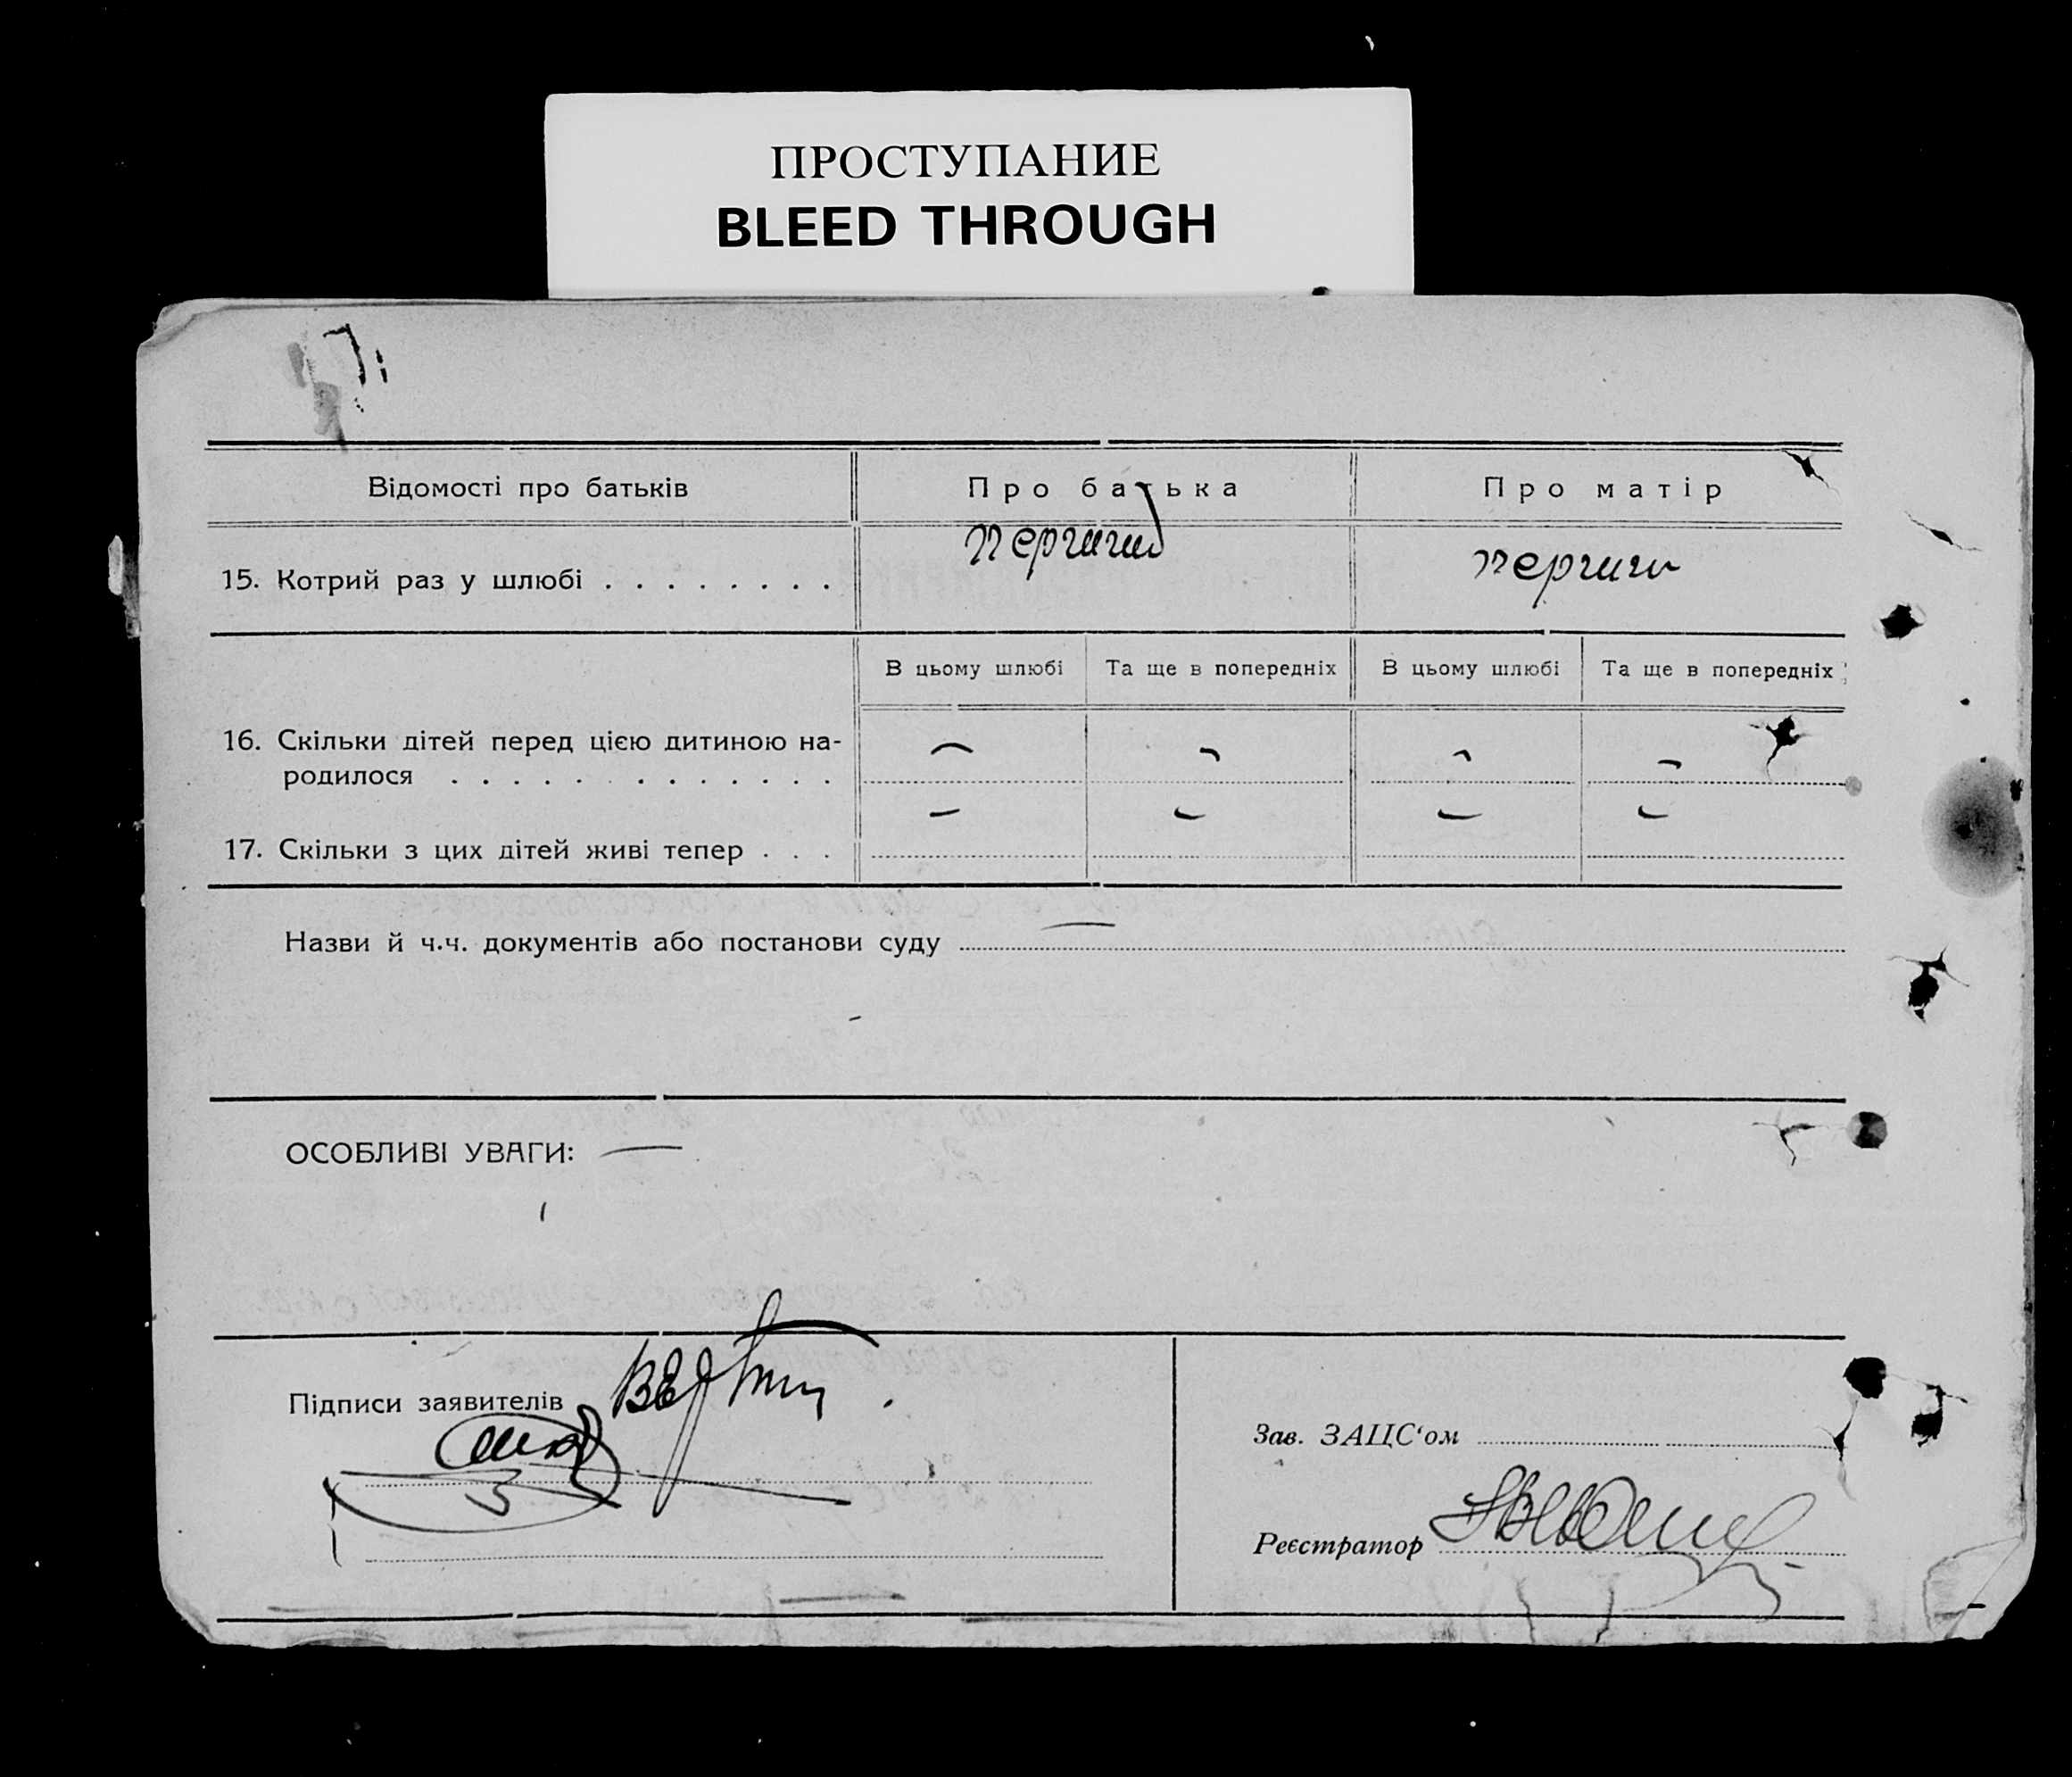 ПРОСТУПАНИЕ
BLEED THROUGH
Відомості про батьків
Про батька
Про матір
15. Котрий раз у шлюбі . . . . . . . .
перший
перший
В цьому шлюбі
Та ще в попередніх
В цьому шлюбі
Та ще в попередніх
16. Скільки дітей перед цією дитиною на-
родилося . . . . . . . . . . . . .
— — — —
17. Скільки з цих дітей живі тепер . . .
— — — —
Назви й ч.ч. документів або постанови суду —
ОСОБЛИВІ УВАГИ: —
Підписи заявителів
Зав. ЗАЦС‘ом
Реєстратор